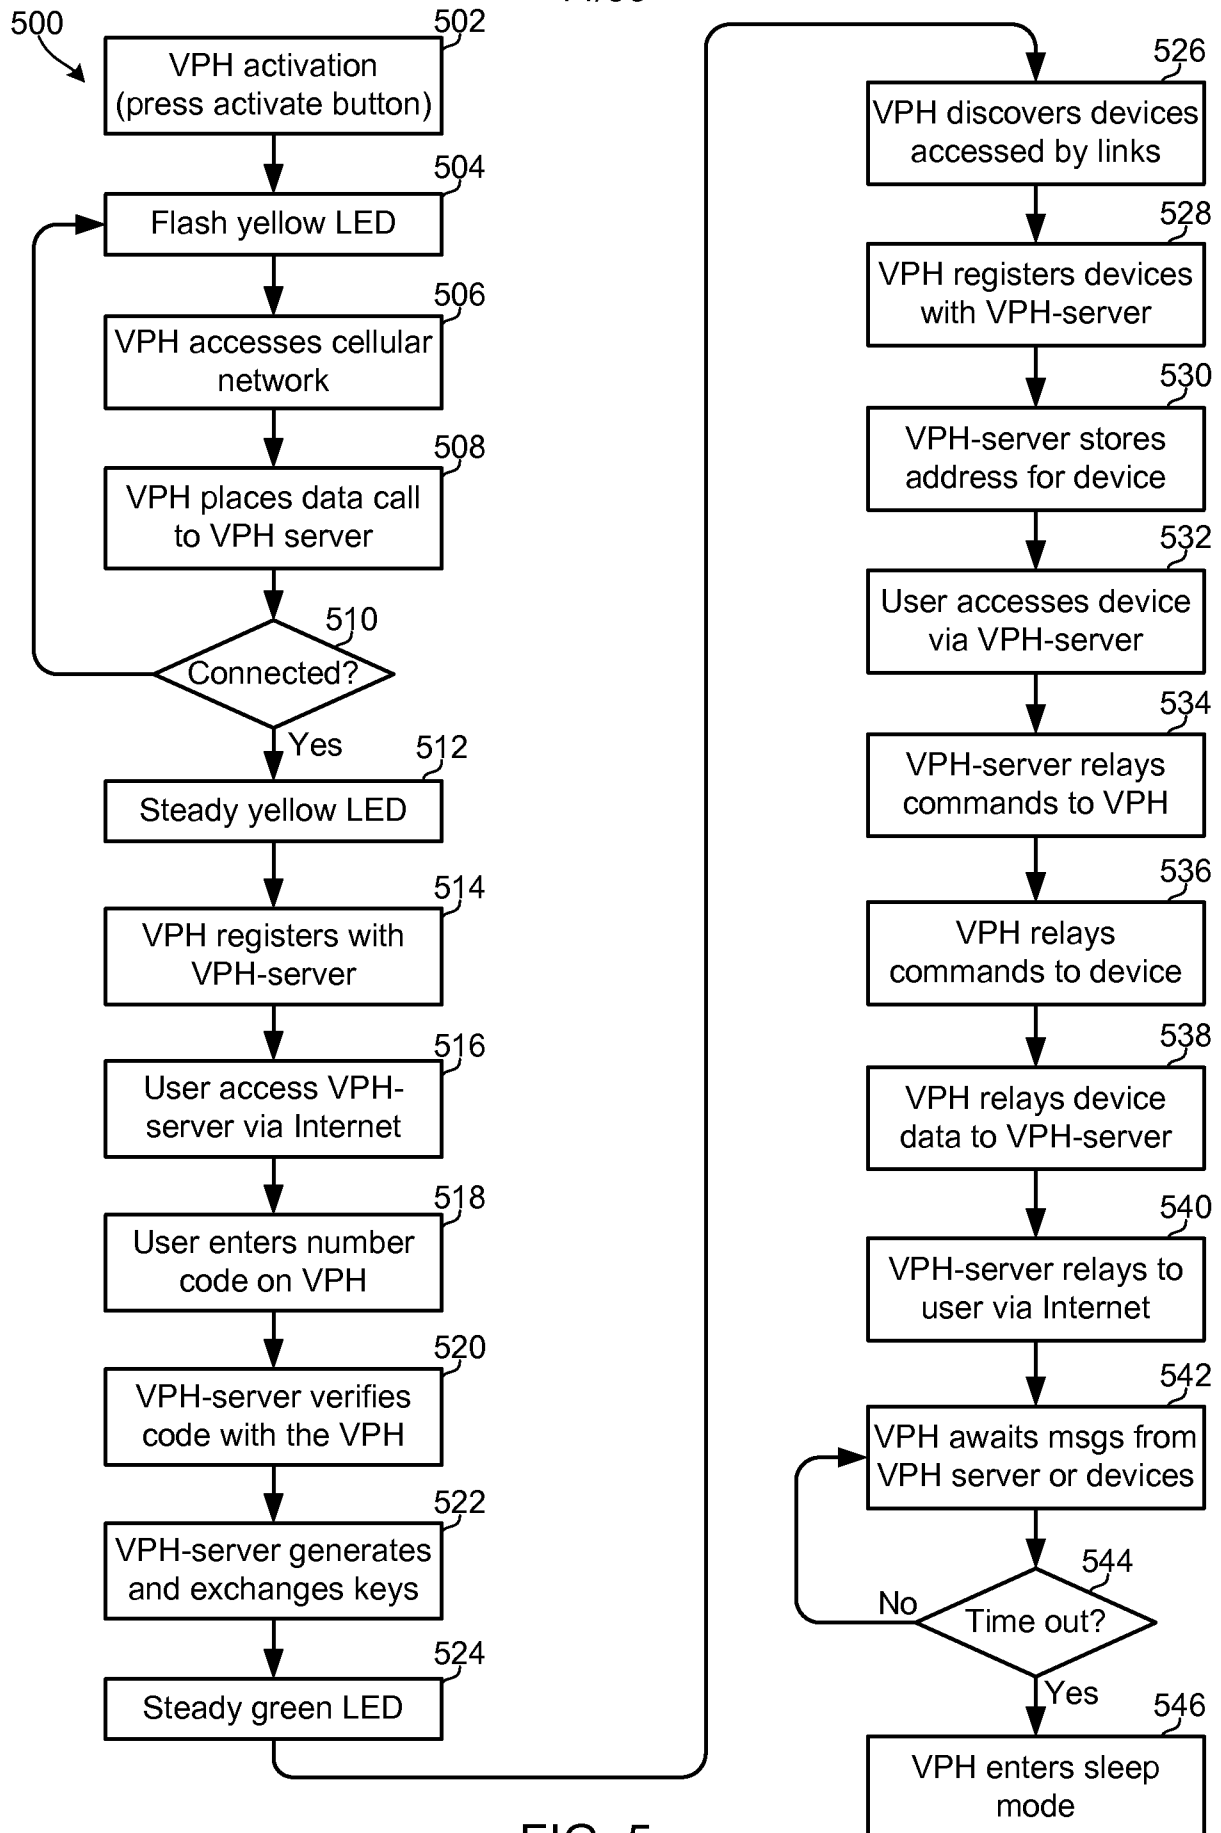 500
502
VPH activation
(press activate button)
504
Flash yellow LED
506
VPH accesses cellular
network
508
VPH places data call
to VPH server
510
Connected?
Yes
512
Steady yellow LED
514
VPH registers with
VPH-server
516
User access VPH-
server via Internet
518
User enters number
code on VPH
520
VPH-server verifies
code with the VPH
522
VPH-server generates
and exchanges keys
524
Steady green LED
526
VPH discovers devices
accessed by links
528
VPH registers devices
with VPH-server
530
VPH-server stores
address for device
532
User accesses device
via VPH-server
534
VPH-server relays
commands to VPH
536
VPH relays
commands to device
538
VPH relays device
data to VPH-server
540
VPH-server relays to
user via Internet
542
VPH awaits msgs from
VPH server or devices
544
Time out?
No
Yes
546
VPH enters sleep
mode
FIG. 5